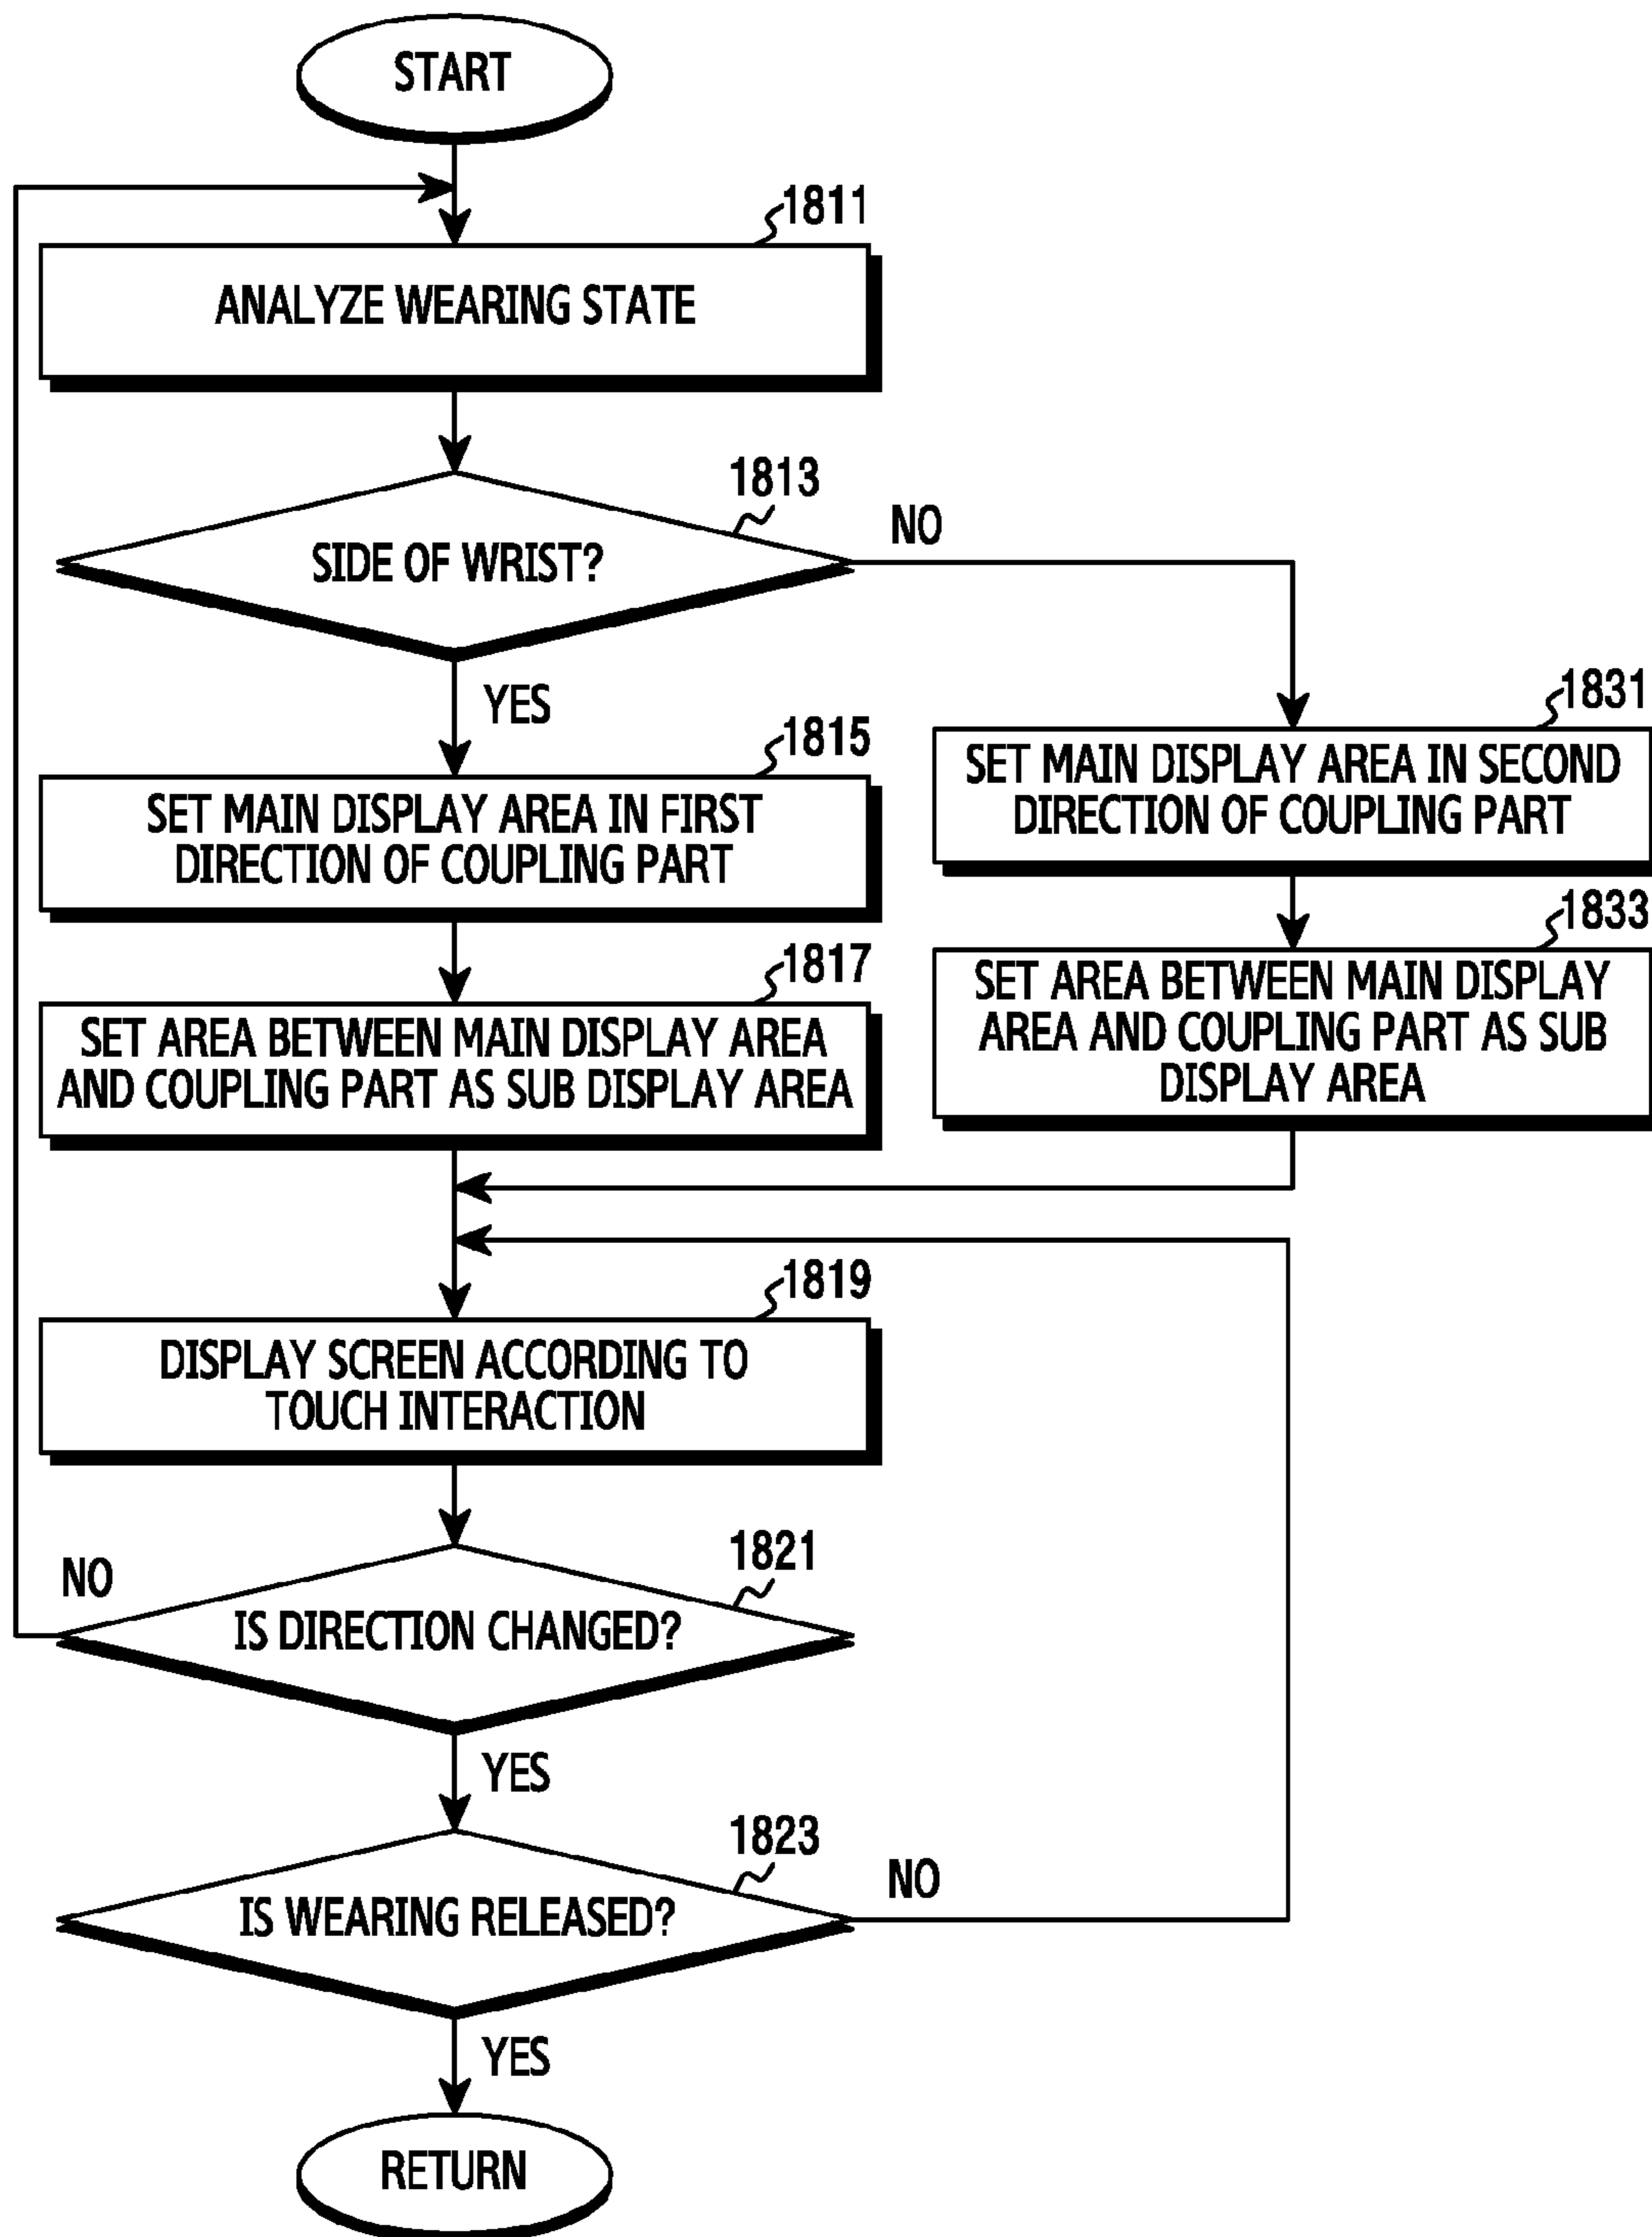 START
1811
ANALYZE WEARING STATE
1813
SIDE OF WRIST?
NO
YES
1815
SET MAIN DISPLAY AREA IN FIRST
DIRECTION OF COUPLING PART
1831
SET MAIN DISPLAY AREA IN SECOND
DIRECTION OF COUPLING PART
1817
SET AREA BETWEEN MAIN DISPLAY AREA
AND COUPLING PART AS SUB DISPLAY AREA
1833
SET AREA BETWEEN MAIN DISPLAY
AREA AND COUPLING PART AS SUB
DISPLAY AREA
1819
DISPLAY SCREEN ACCORDING TO
TOUCH INTERACTION
1821
NO
IS DIRECTION CHANGED?
YES
1823
IS WEARING RELEASED?
NO
YES
RETURN